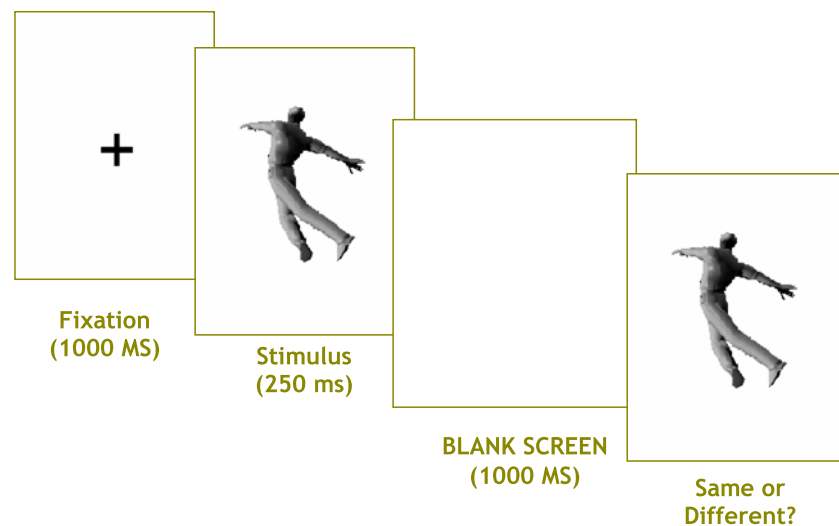 Fixation
(1000 MS)
Stimulus
(250 ms)
BLANK SCREEN
(1000 MS)
Same or
Different?